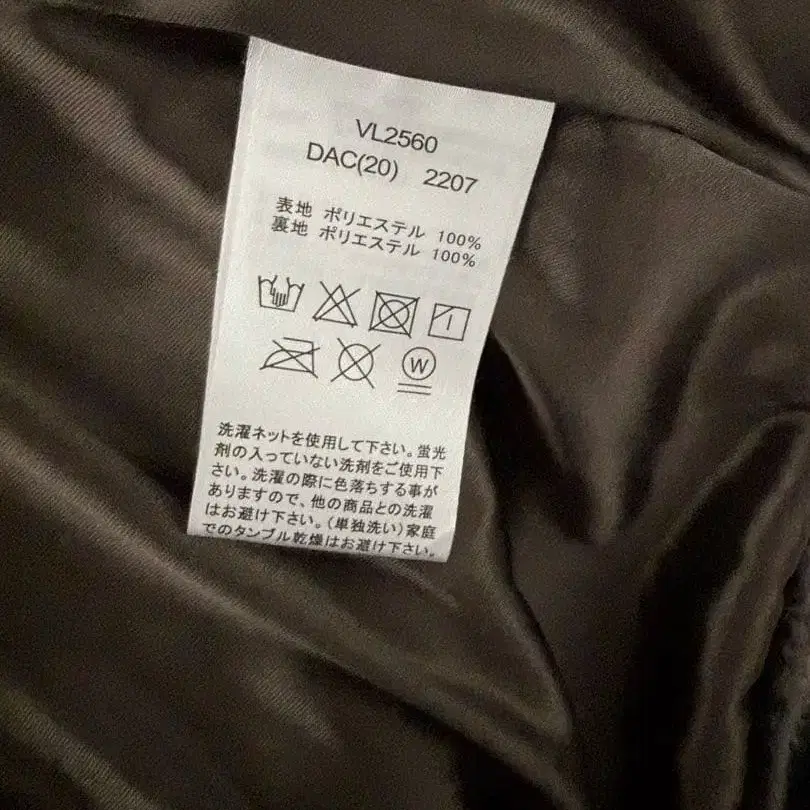 VL2560
DAC(20) 2207
表地 ポリエステル 100%
裏地 ポリエステル 100%
W
洗濯ネットを使用して下さい。蛍光
剤の入っていない洗剤をご使用下
さい。洗濯の際に色落ちする事が
ありますので、他の商品との洗濯
はお避け下さい。（単独洗い）家庭
でのタンブル乾燥はお避け下さい。